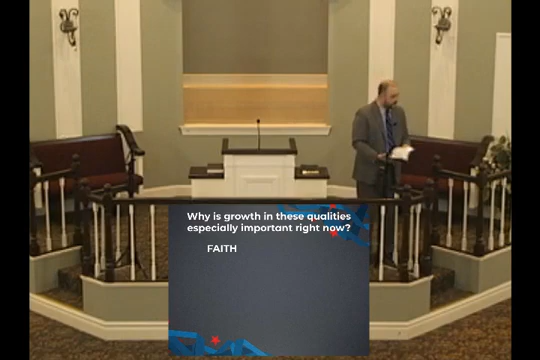 Why is growth in these qualities
especially important right now?
FAITH